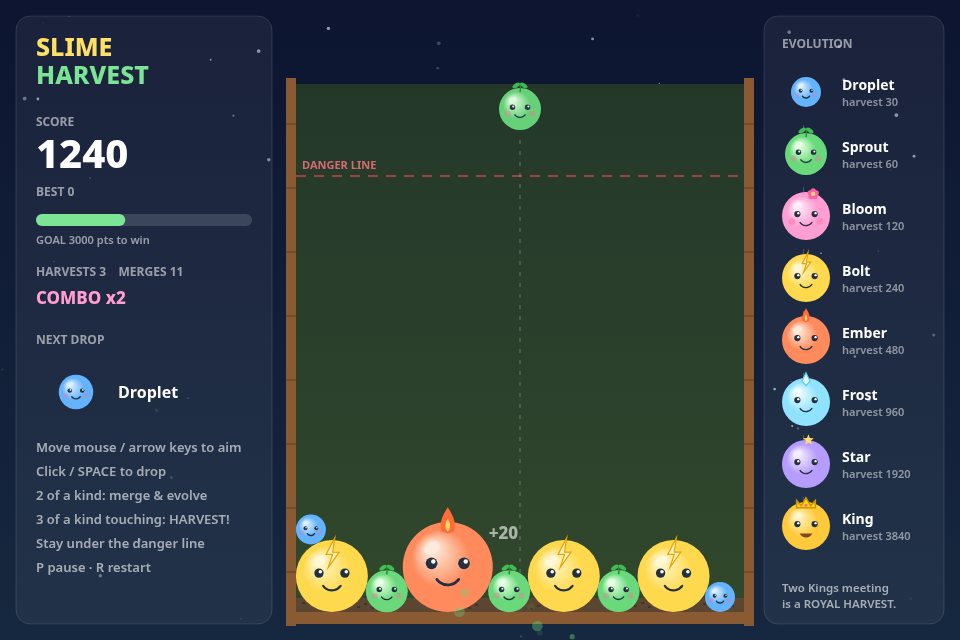 SLIME
HARVEST
SCORE
1240
BEST 0
GOAL 3000 pts to win
HARVESTS 3 MERGES 11
COMBO x2
NEXT DROP
Droplet
Move mouse / arrow keys to aim
Click / SPACE to drop
2 of a kind: merge & evolve
3 of a kind touching: HARVEST!
Stay under the danger line
P pause · R restart
DANGER LINE
+20
EVOLUTION
Droplet
harvest 30
Sprout
harvest 60
Bloom
harvest 120
Bolt
harvest 240
Ember
harvest 480
Frost
harvest 960
Star
harvest 1920
King
harvest 3840
Two Kings meeting
is a ROYAL HARVEST.